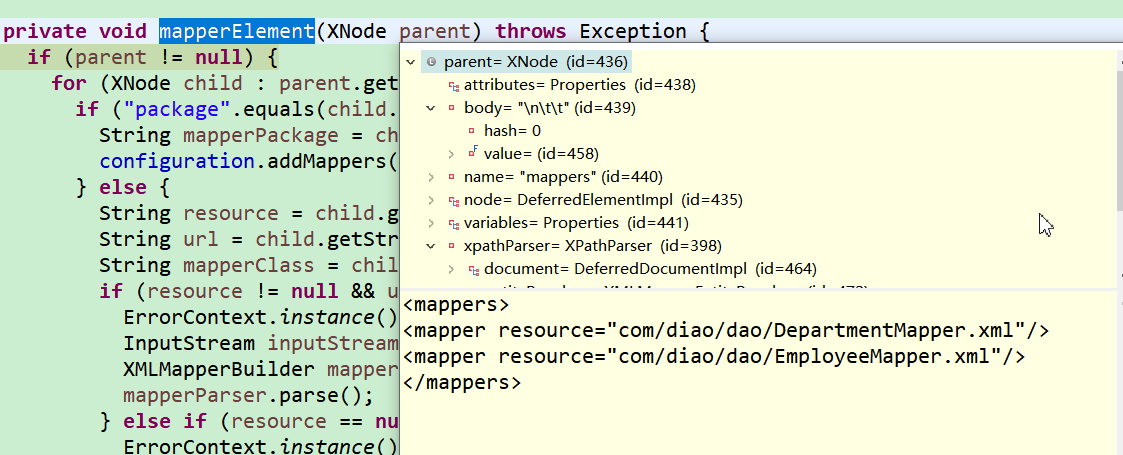 private void mapperElement(XNode parent) throws Exception {
if (parent != null) {
for (XNode child : parent.get
if ("package".equals(child.
String mapperPackage = ch
configuration.addMappers(
} else {
String resource = child.g
String url = child.getStr
String mapperClass = chil
if (resource != null && u
ErrorContext.instance()
InputStream inputStream
XMLMapperBuilder mapper
mapperParser.parse();
} else if (resource == nu
ErrorContext.instance()
parent= XNode (id=436)
attributes= Properties (id=438)
body= "\n\t\t" (id=439)
hash= 0
value= (id=458)
name= "mappers" (id=440)
node= DeferredElementImpl (id=435)
variables= Properties (id=441)
xpathParser= XPathParser (id=398)
document= DeferredDocumentImpl (id=464)
<mappers>
<mapper resource="com/diao/dao/DepartmentMapper.xml"/>
<mapper resource="com/diao/dao/EmployeeMapper.xml"/>
</mappers>